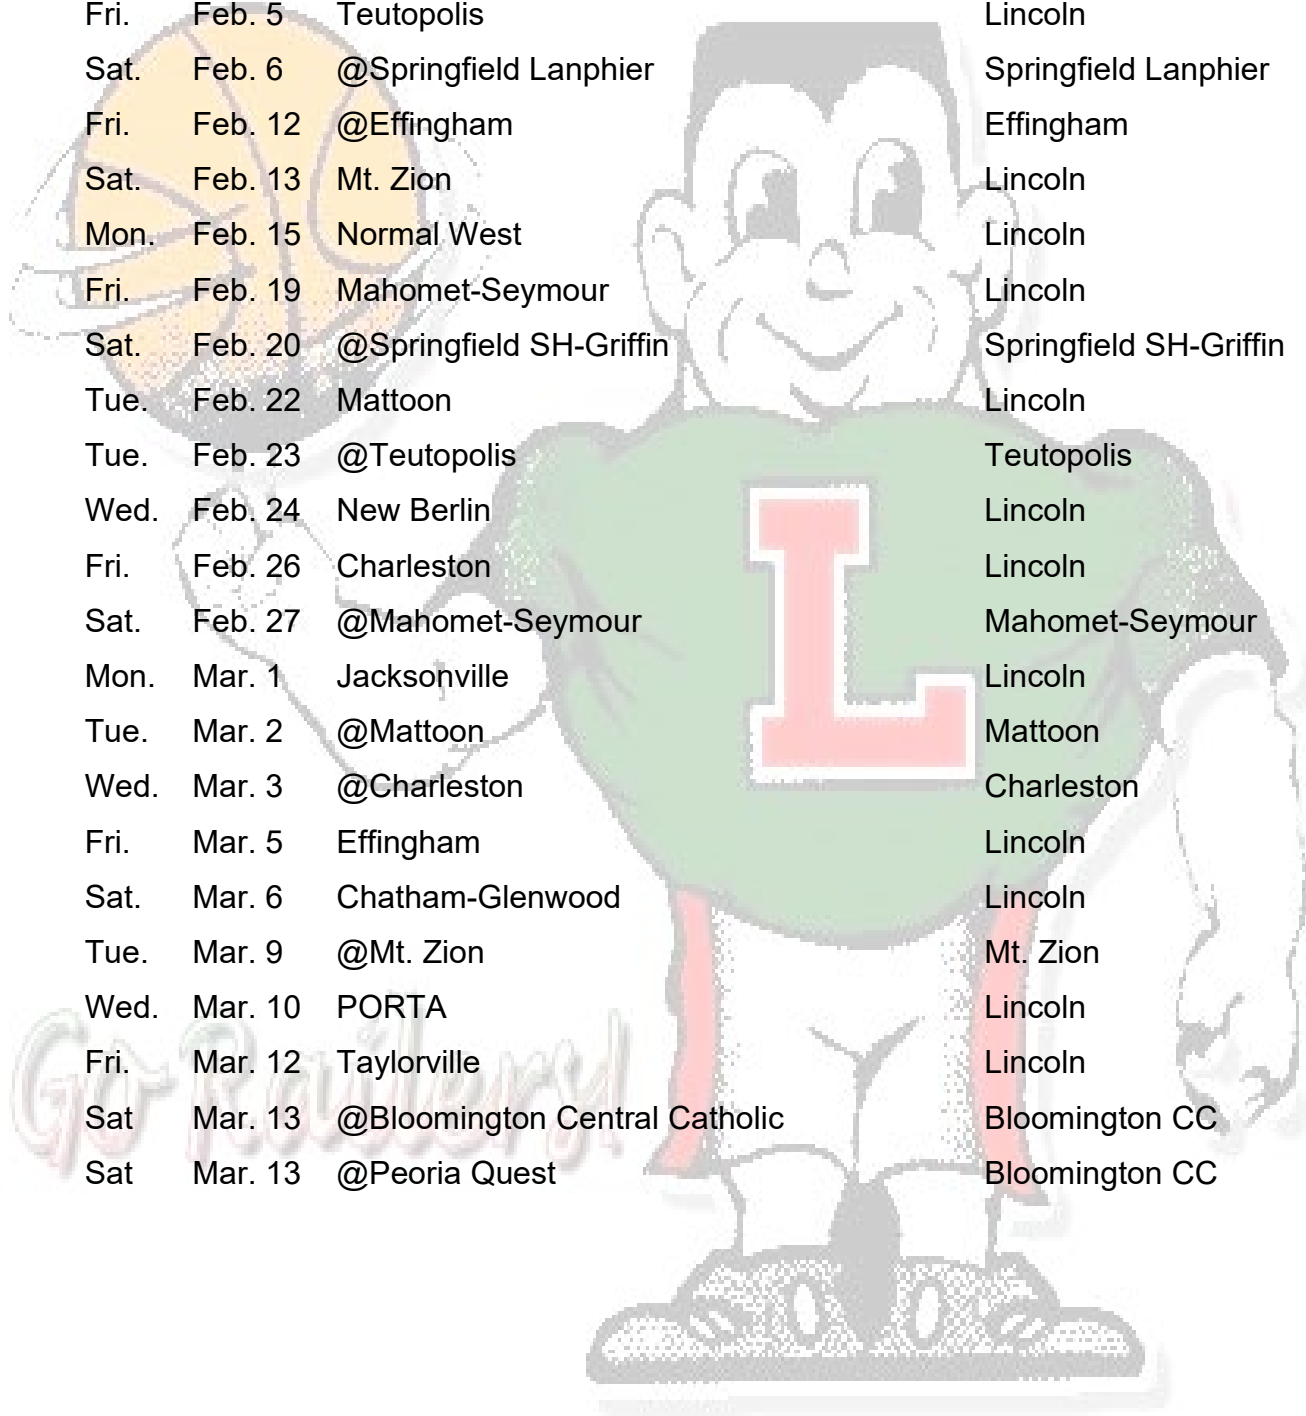 Fri. Feb. 5 Teutopolis Lincoln
Sat. Feb. 6 @Springfield Lanphier Springfield Lanphier
Fri. Feb. 12 @Effingham Effingham
Sat. Feb. 13 Mt. Zion Lincoln
Mon. Feb. 15 Normal West Lincoln
Fri. Feb. 19 Mahomet-Seymour Lincoln
Sat. Feb. 20 @Springfield SH-Griffin Springfield SH-Griffin
Tue. Feb. 22 Mattoon Lincoln
Tue. Feb. 23 @Teutopolis Teutopolis
Wed. Feb. 24 New Berlin Lincoln
Fri. Feb. 26 Charleston Lincoln
Sat. Feb. 27 @Mahomet-Seymour Mahomet-Seymour
Mon. Mar. 1 Jacksonville Lincoln
Tue. Mar. 2 @Mattoon Mattoon
Wed. Mar. 3 @Charleston Charleston
Fri. Mar. 5 Effingham Lincoln
Sat. Mar. 6 Chatham-Glenwood Lincoln
Tue. Mar. 9 @Mt. Zion Mt. Zion
Wed. Mar. 10 PORTA Lincoln
Fri. Mar. 12 Taylorville Lincoln
Sat Mar. 13 @Bloomington Central Catholic Bloomington CC
Sat Mar. 13 @Peoria Quest Bloomington CC
L
Go Railers!